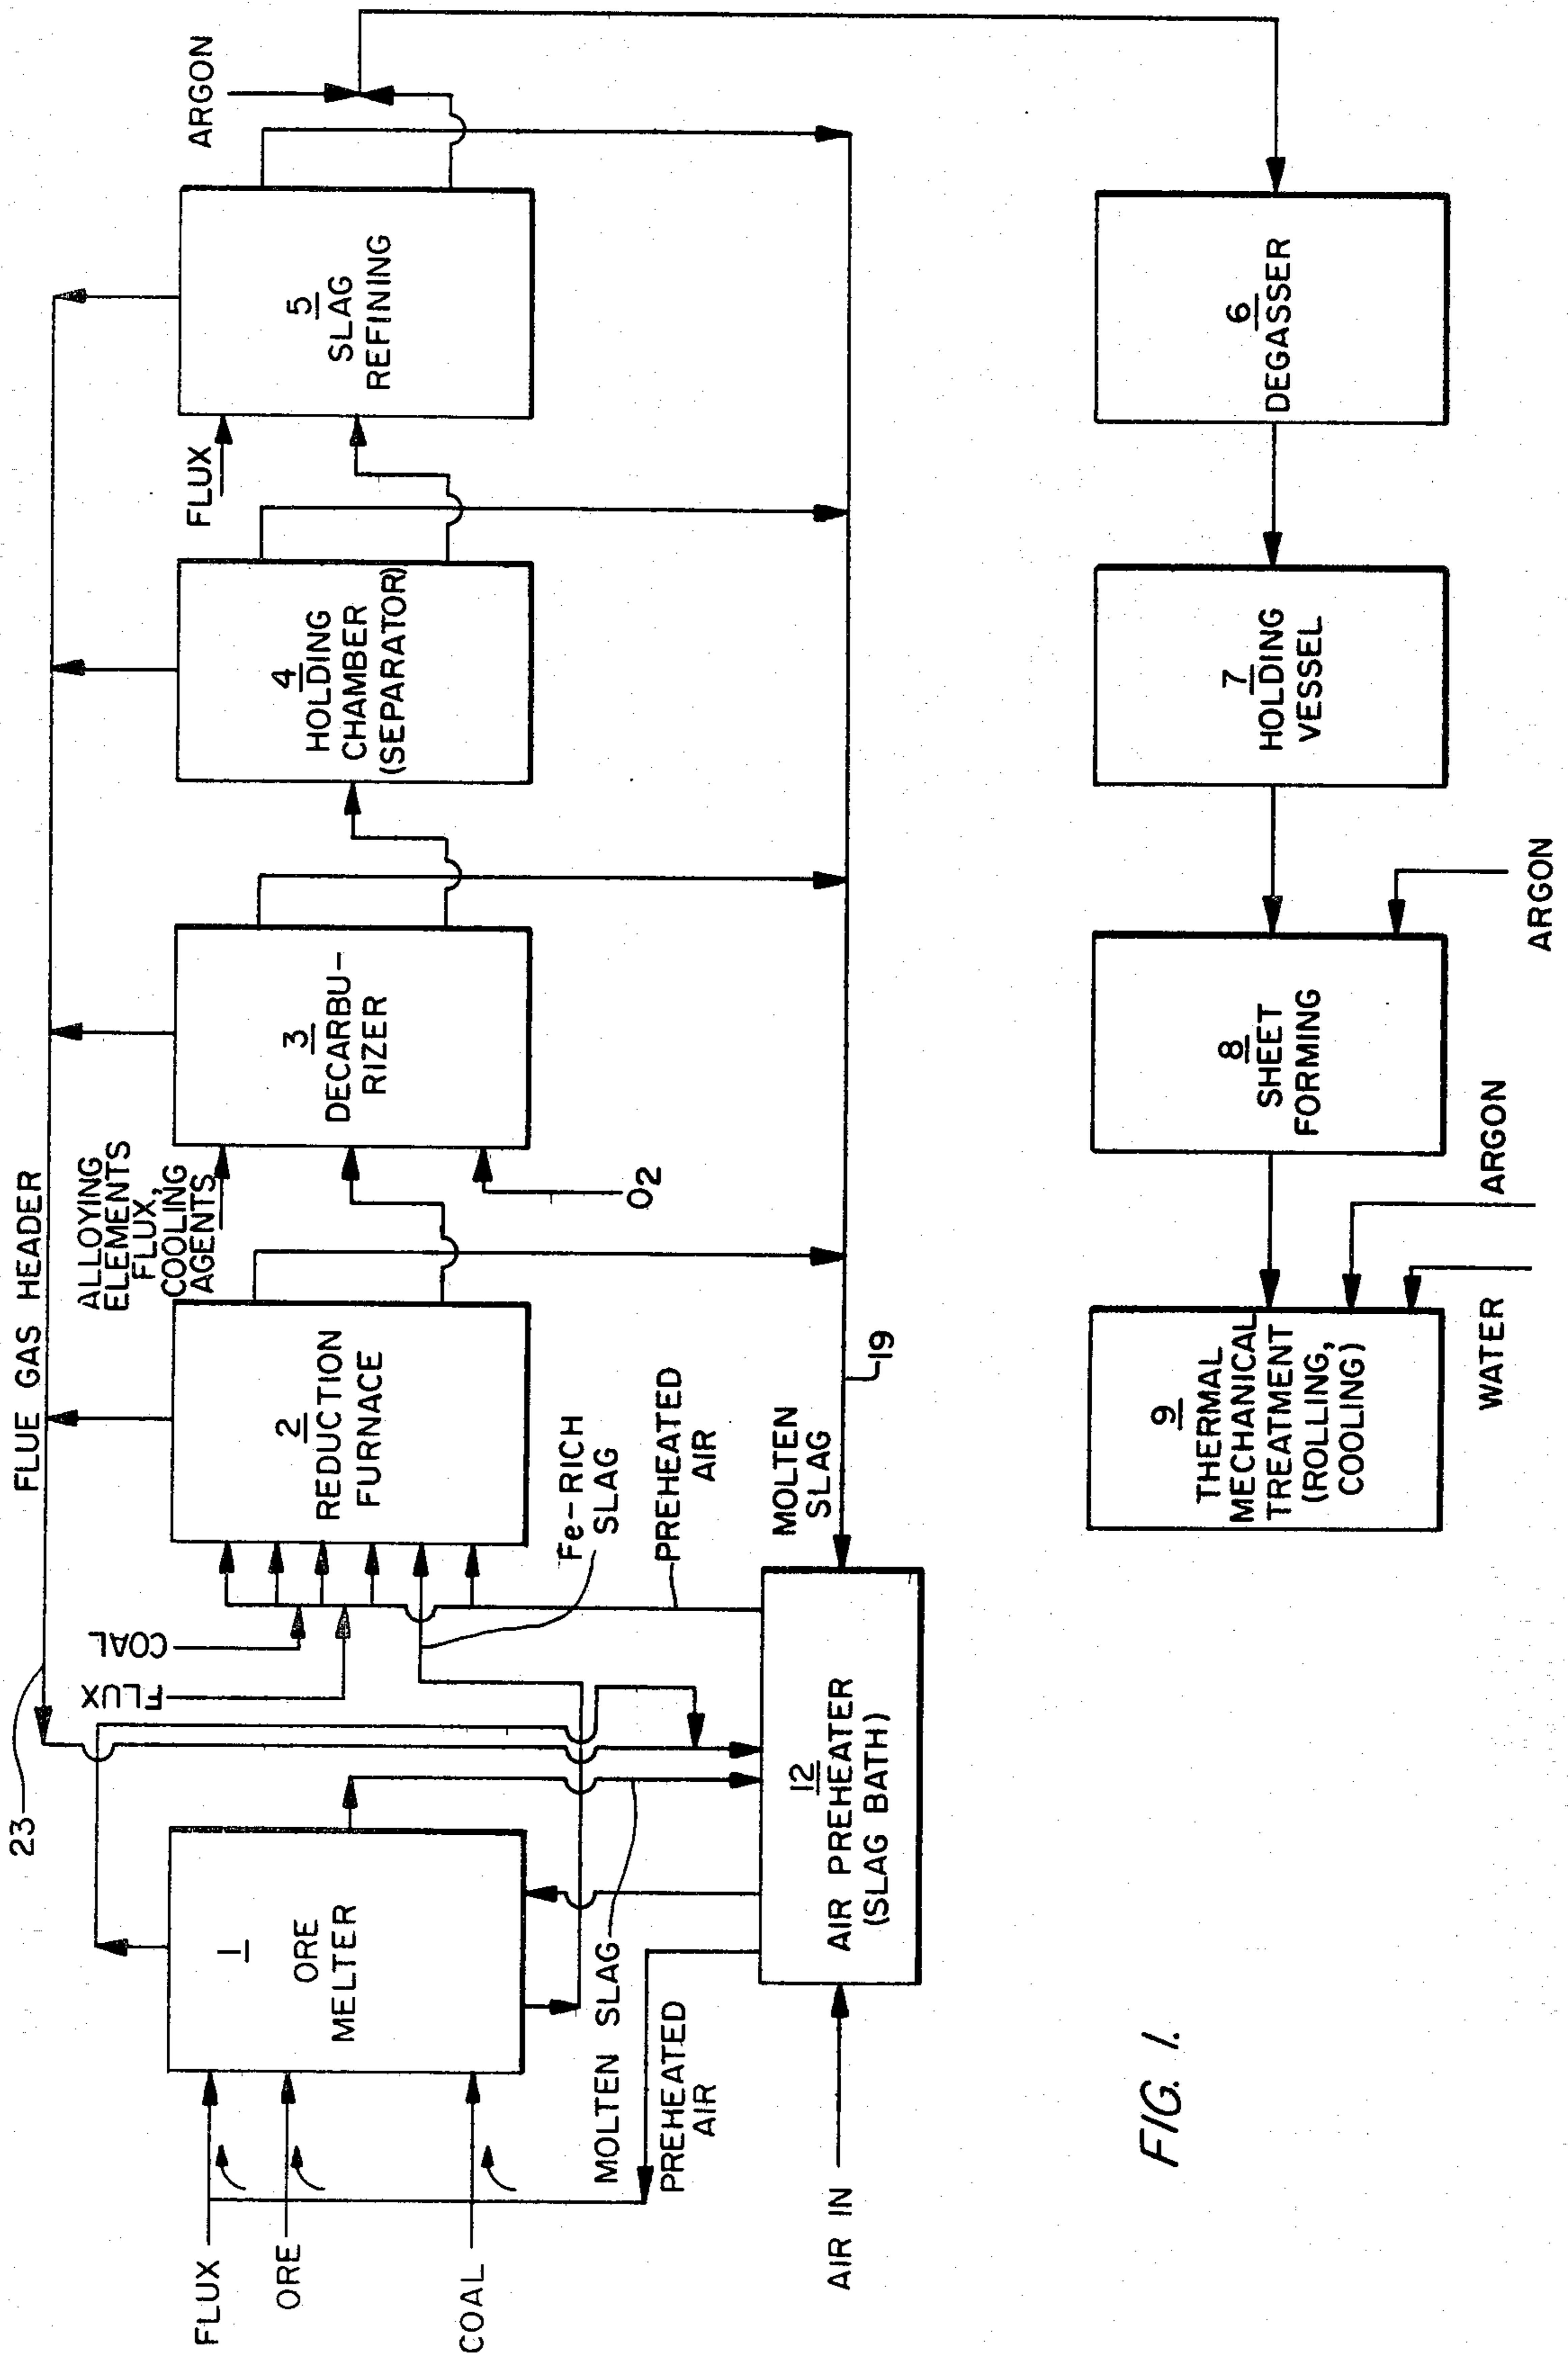 FLUE GAS HEADER
23
ARGON
FLUX
ORE
COAL
1
ORE
MELTER
FLUX
COAL
2
REDUCTION
FURNACE
ALLOYING
ELEMENTS
FLUX,
COOLING
AGENTS
O2
3
DECARBU-
RIZER
4
HOLDING
CHAMBER
(SEPARATOR)
FLUX
5
SLAG
REFINING
Fe-RICH
SLAG
PREHEATED
AIR
MOLTEN SLAG
PREHEATED
AIR
MOLTEN
SLAG
19
AIR IN
12
AIR PREHEATER
(SLAG BATH)
9
THERMAL
MECHANICAL
TREATMENT
(ROLLING,
COOLING)
8
SHEET
FORMING
7
HOLDING
VESSEL
6
DEGASSER
WATER
ARGON
ARGON
FIG. 1.